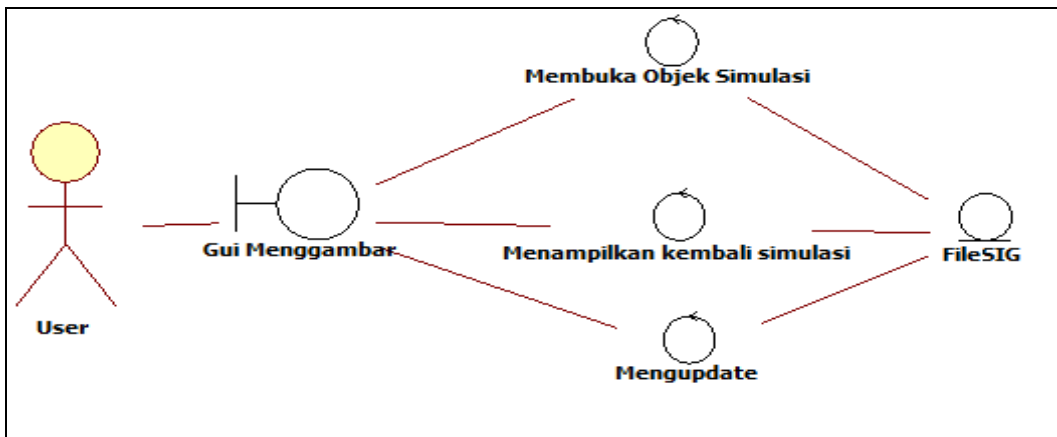 Membuka Objek Simulasi
Gui Menggambar
Menampilkan kembali simulasi
FileSIG
User
Mengupdate